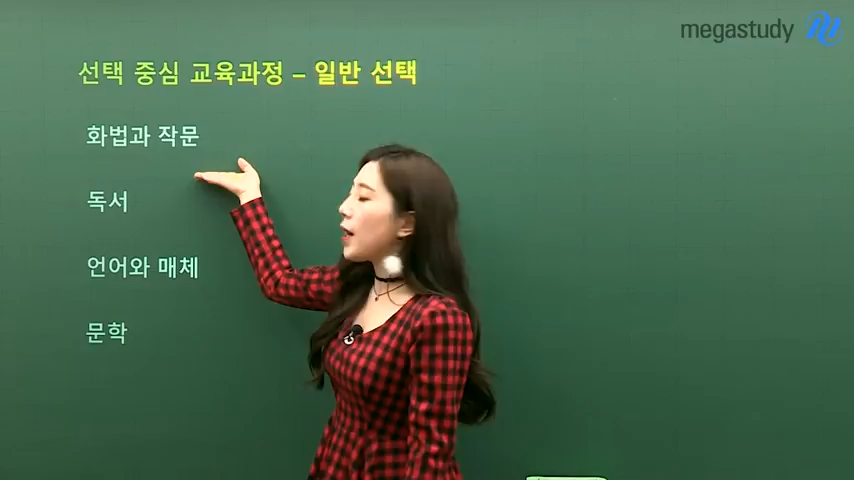 megastudy
선택 중심 교육과정 – 일반 선택
화법과 작문
독서
언어와 매체
문학